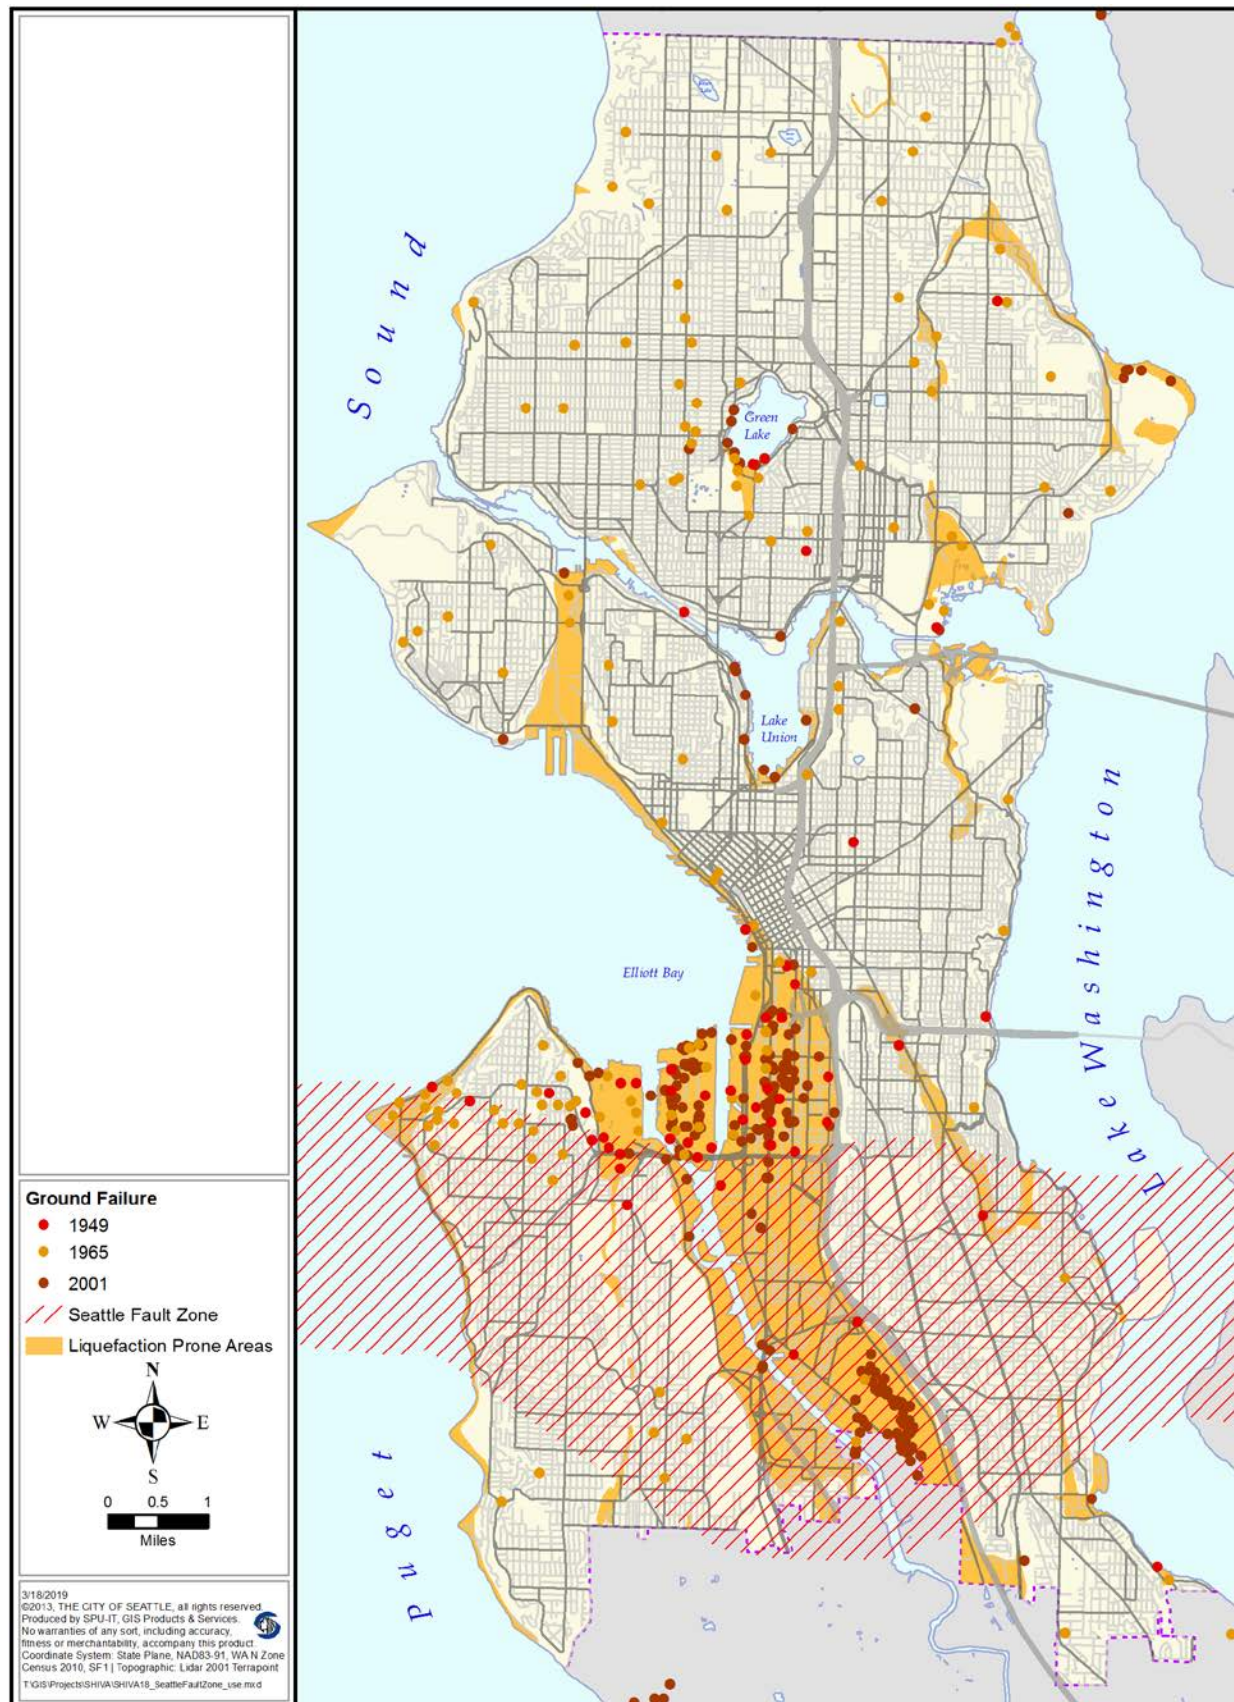 Sound
Green
Lake
Lake
Union
Lake Washington
Elliott Bay
Puget
Ground Failure
1949
1965
2001
Seattle Fault Zone
Liquefaction Prone Areas
N
W
E
S
0 0.5 1
Miles
3/18/2019
©2013, THE CITY OF SEATTLE, all rights reserved.
Produced by SPU-IT, GIS Products & Services.
No warranties of any sort, including accuracy,
fitness or merchantability, accompany this product.
Coordinate System: State Plane, NAD83-91, WA N Zone
Census 2010, SF1 | Topographic: Lidar 2001 Terrapoint
T:\GIS\Projects\SHIVA\SHIVA18_SeattleFaultZone_use.mxd